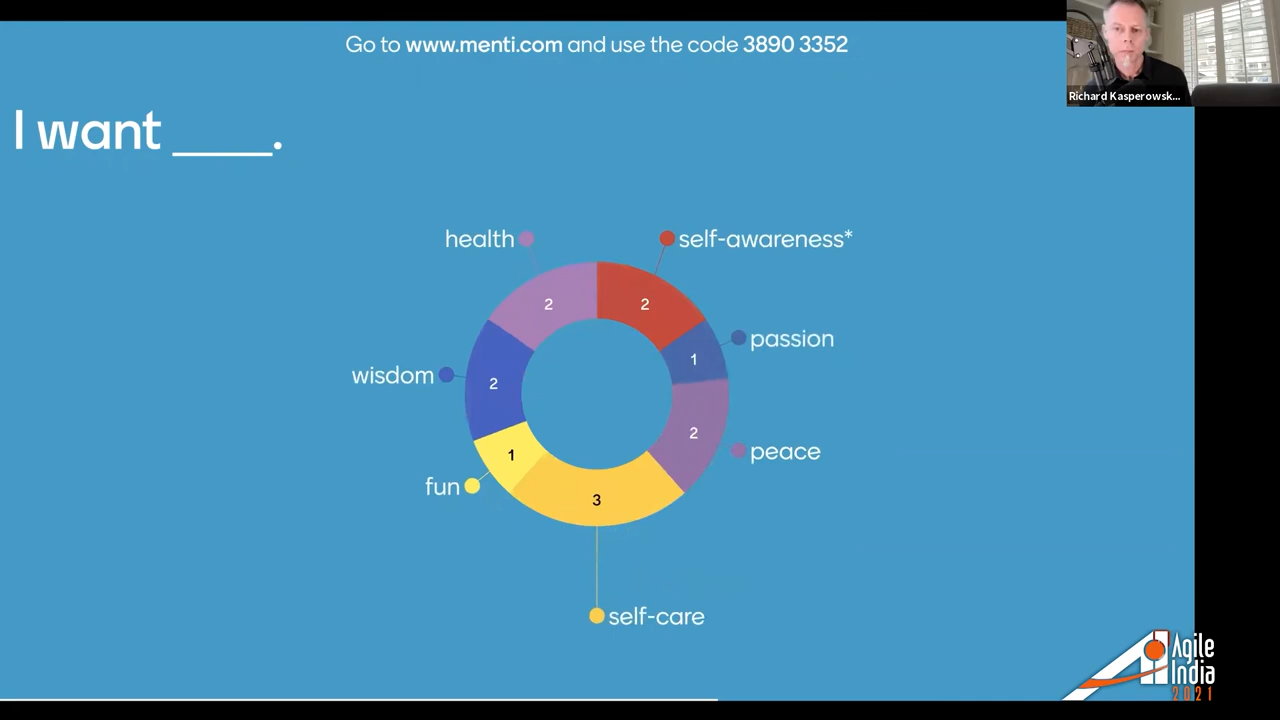 Go to www.menti.com and use the code 3890 3352
Richard Kasperowsk...
I want ____.
health
self-awareness*
2
2
passion
1
wisdom
2
2
peace
1
fun
3
self-care
Agile
India
2021